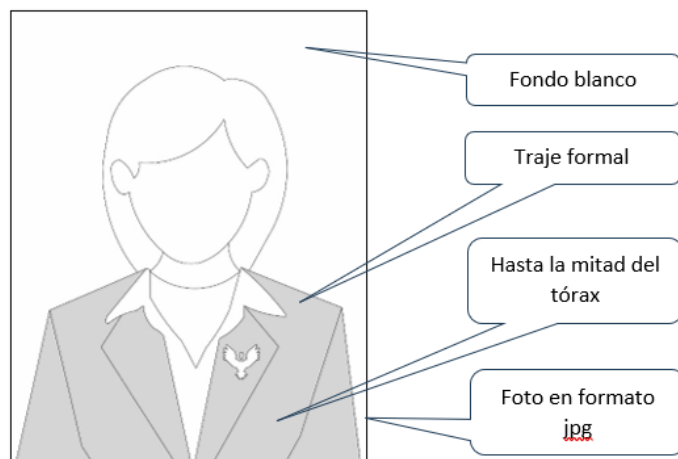 Fondo blanco
Traje formal
Hasta la mitad del
tórax
Foto en formato
jpg